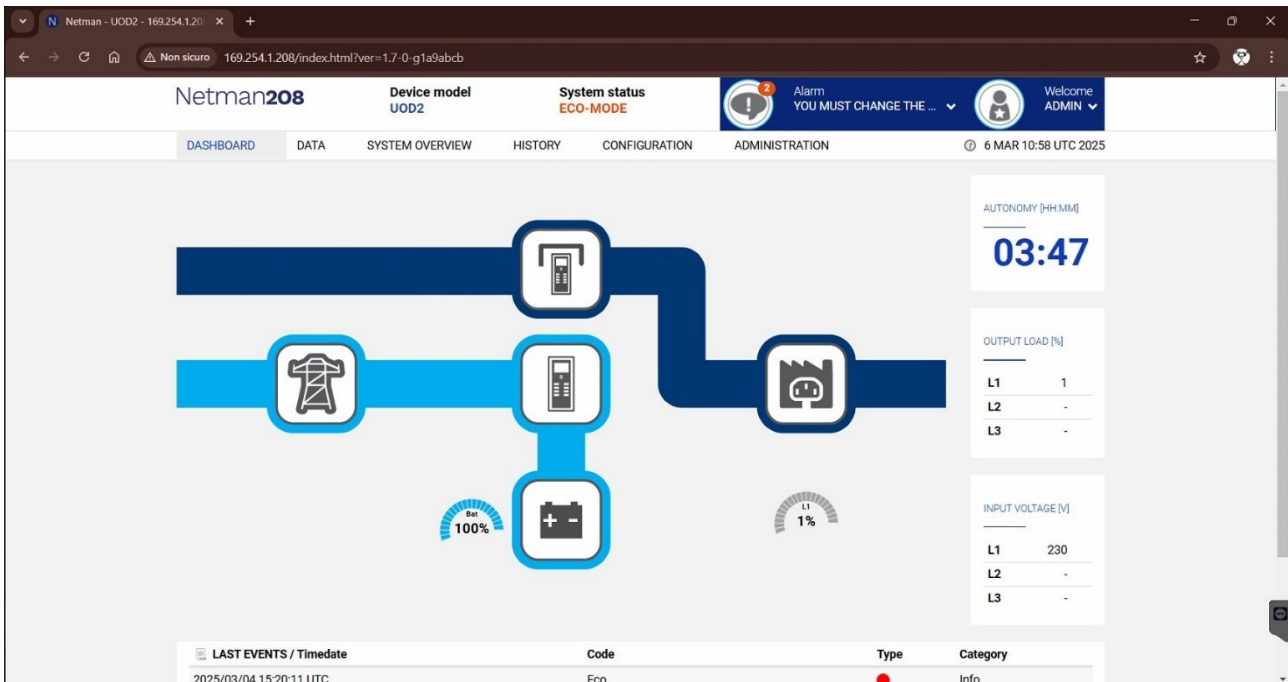 Netman - UOD2 - 169.254.1.20
Non sicuro 169.254.1.208/index.html?ver=1.7-0-g1a9abcb
Netman208
Device model
UOD2
System status
ECO-MODE
2
Alarm
YOU MUST CHANGE THE ...
Welcome
ADMIN
DASHBOARD DATA SYSTEM OVERVIEW HISTORY CONFIGURATION ADMINISTRATION 6 MAR 10:58 UTC 2025
AUTONOMY [HH:MM]
03:47
OUTPUT LOAD [%]
L1 1
L2 -
L3 -
Bat
100%
L1
1%
INPUT VOLTAGE [V]
L1 230
L2 -
L3 -
LAST EVENTS / Timedate Code Type Category
2025/03/04 15:20:11 UTC Eco Info